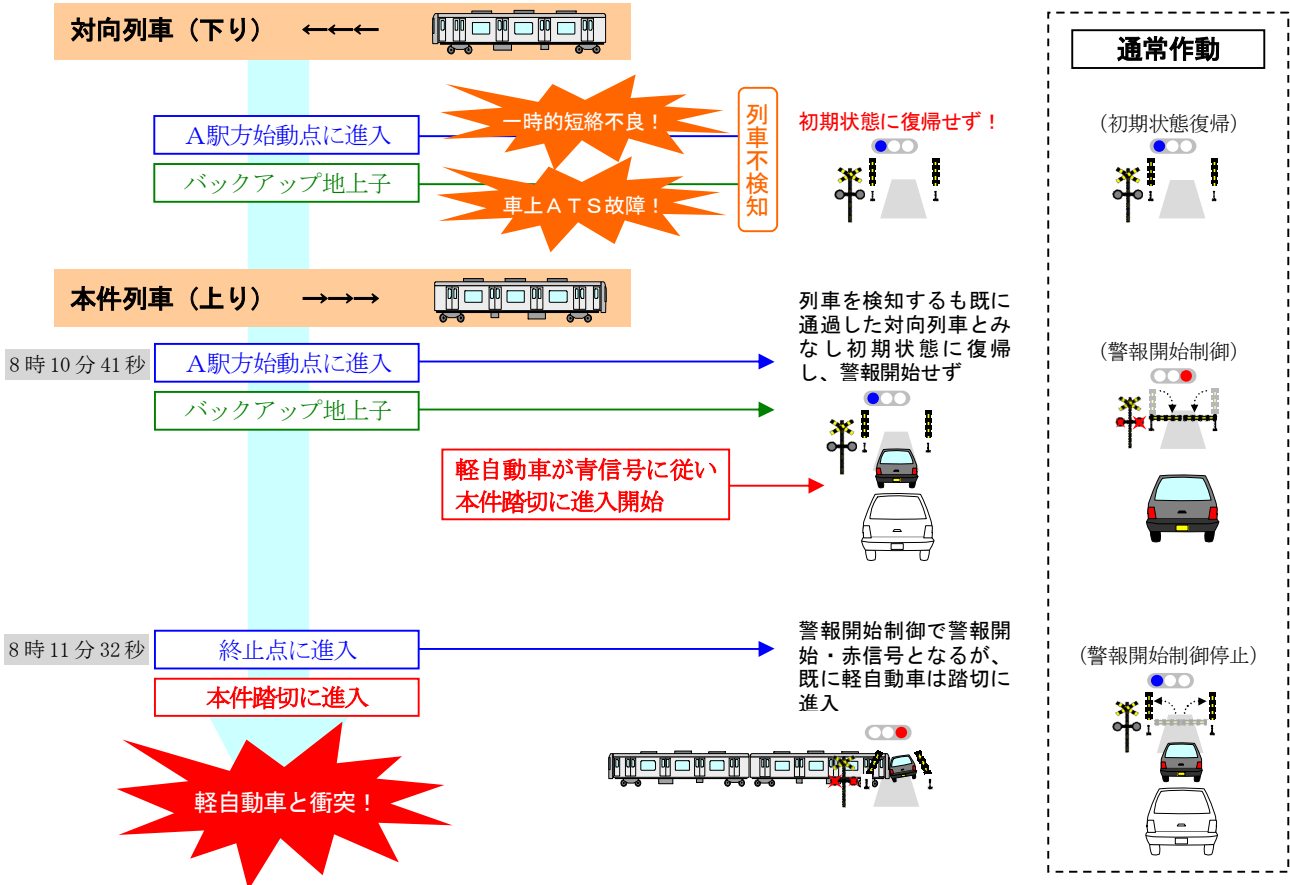 対向列車（下り）　←←←
通常作動
一時的短絡不良！
Ａ駅方始動点に進入
列車不検知
初期状態に復帰せず！
（初期状態復帰）
バックアップ地上子
車上ＡＴＳ故障！
本件列車（上り）　→→→
列車を検知するも既に
通過した対向列車とみ
なし初期状態に復帰
し、警報開始せず
8時10分41秒
Ａ駅方始動点に進入
（警報開始制御）
バックアップ地上子
軽自動車が青信号に従い
本件踏切に進入開始
8時11分32秒
終止点に進入
警報開始制御で警報開
始・赤信号となるが、
既に軽自動車は踏切に
進入
（警報開始制御停止）
本件踏切に進入
軽自動車と衝突！